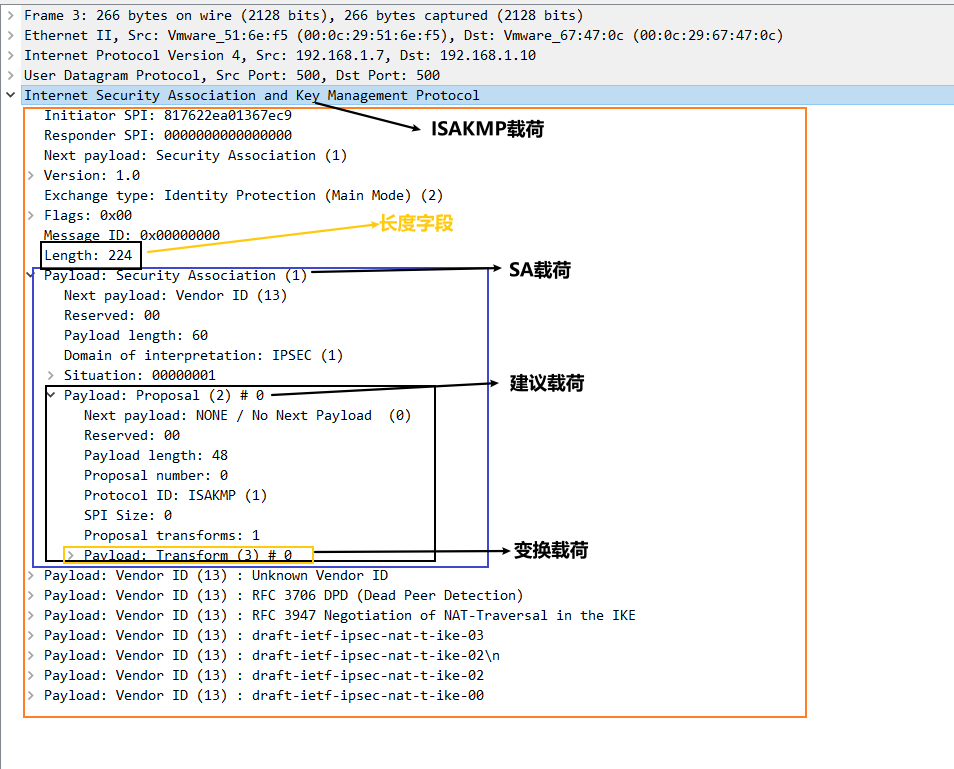 Frame 3: 266 bytes on wire (2128 bits), 266 bytes captured (2128 bits)
Ethernet II, Src: Vmware_51:6e:f5 (00:0c:29:51:6e:f5), Dst: Vmware_67:47:0c (00:0c:29:67:47:0c)
Internet Protocol Version 4, Src: 192.168.1.7, Dst: 192.168.1.10
User Datagram Protocol, Src Port: 500, Dst Port: 500
Internet Security Association and Key Management Protocol
Initiator SPI: 817622ea01367ec9
ISAKMP载荷
Responder SPI: 0000000000000000
Next payload: Security Association (1)
Version: 1.0
Exchange type: Identity Protection (Main Mode) (2)
Flags: 0x00
长度字段
Message ID: 0x00000000
Length: 224
Payload: Security Association (1)
SA载荷
Next payload: Vendor ID (13)
Reserved: 00
Payload length: 60
Domain of interpretation: IPSEC (1)
Situation: 00000001
建议载荷
Payload: Proposal (2) # 0
Next payload: NONE / No Next Payload  (0)
Reserved: 00
Payload length: 48
Proposal number: 0
Protocol ID: ISAKMP (1)
SPI Size: 0
Proposal transforms: 1
Payload: Transform (3) # 0
变换载荷
Payload: Vendor ID (13) : Unknown Vendor ID
Payload: Vendor ID (13) : RFC 3706 DPD (Dead Peer Detection)
Payload: Vendor ID (13) : RFC 3947 Negotiation of NAT-Traversal in the IKE
Payload: Vendor ID (13) : draft-ietf-ipsec-nat-t-ike-03
Payload: Vendor ID (13) : draft-ietf-ipsec-nat-t-ike-02\n
Payload: Vendor ID (13) : draft-ietf-ipsec-nat-t-ike-02
Payload: Vendor ID (13) : draft-ietf-ipsec-nat-t-ike-00